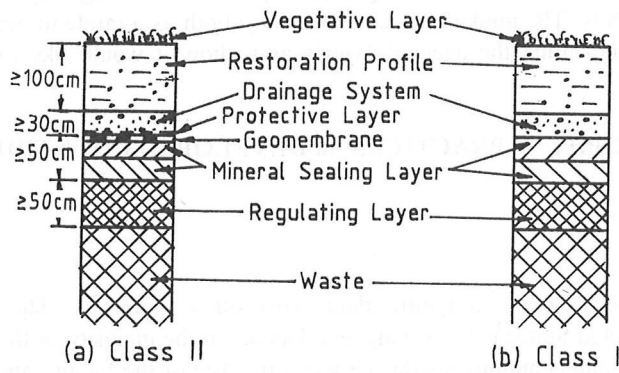 Vegetative Layer
≥100cm
Restoration Profile
Drainage System
≥30cm
Protective Layer
Geomembrane
≥50cm
Mineral Sealing Layer
≥50cm
Regulating Layer
Waste
(a) Class II
(b) Class I